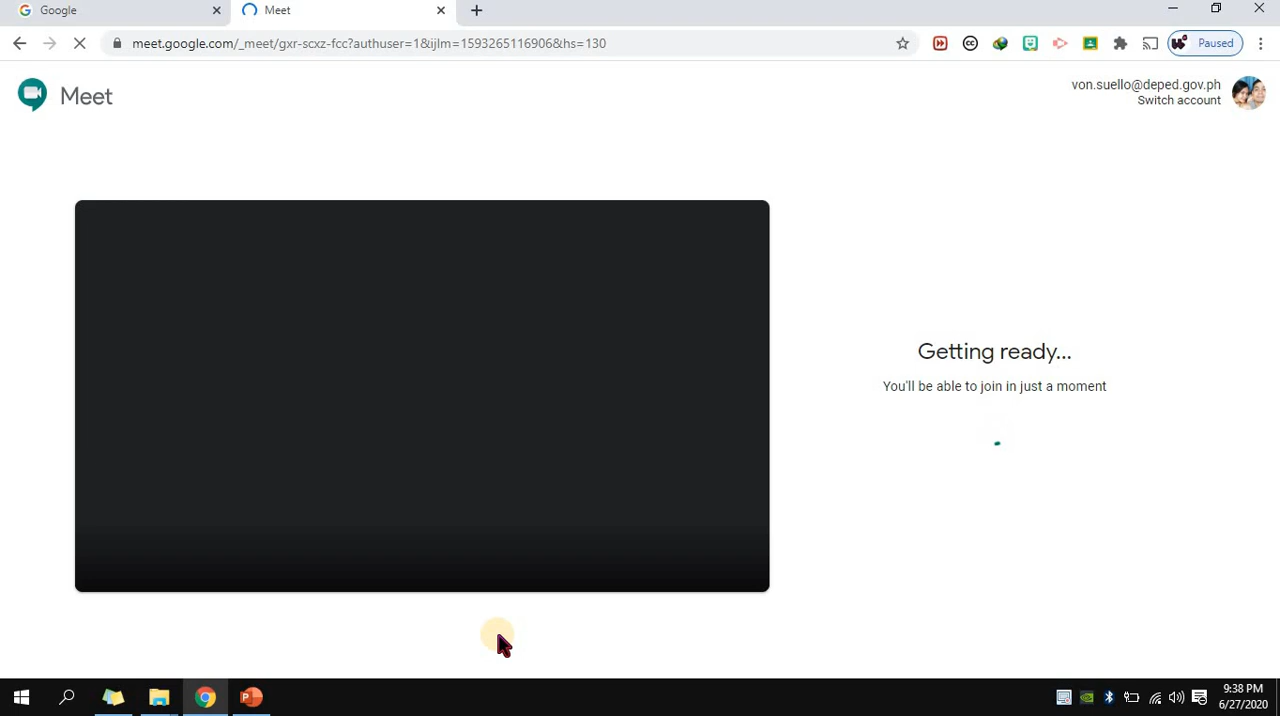 Google
Meet
meet.google.com/_meet/gxr-scxz_fcc?authuser=1&ijlm=1593265116906&hs=130
Paused
Meet
von.suello@deped.gov.ph
Switch account
Getting ready...
You'll be able to join in just a moment
9:38 PM
6/27/2020